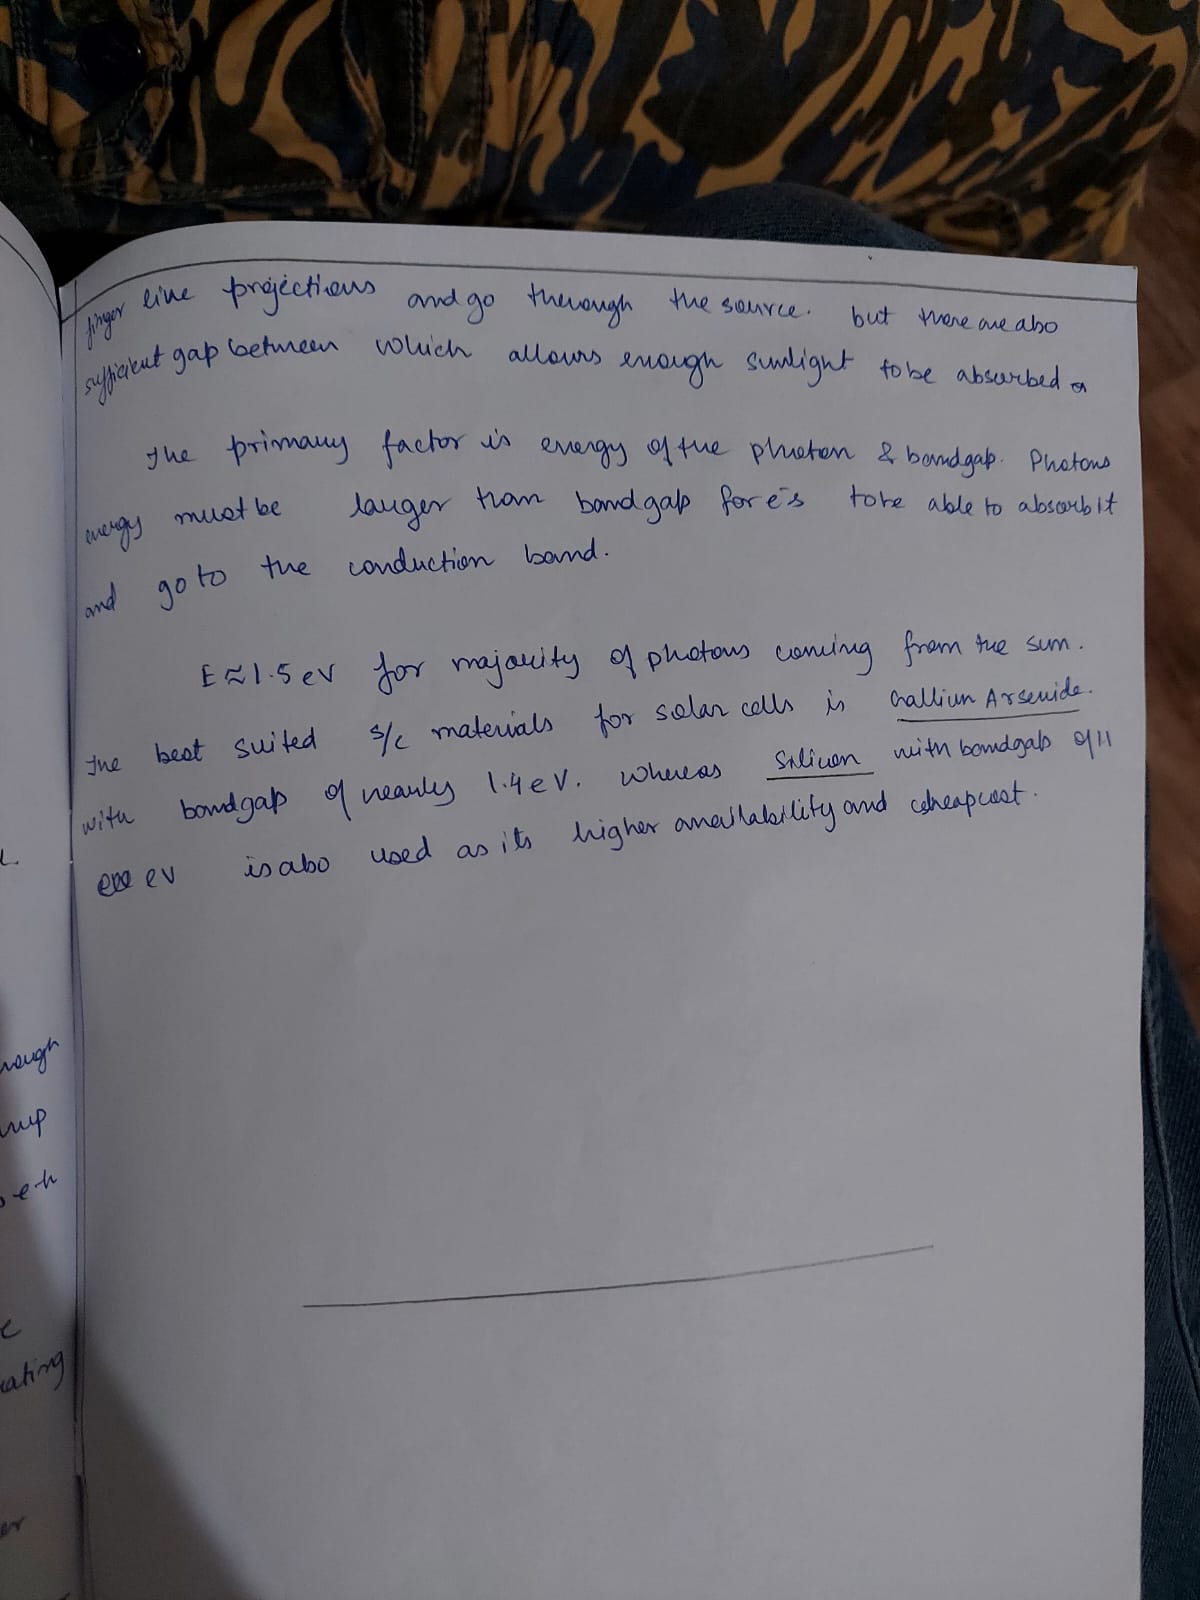 finger like projections and go through the source. but there are also
sufficient gap between which allows enough sunlight to be absorbed
The primary factor is energy of the photon & bandgap. Photons
energy must be larger than bandgap for e⁻s to be able to absorb it
and go to the conduction band.
E ≈ 1.5 eV for majority of photons coming from the sun.
The best suited s/c materials for solar cells is Gallium Arsenide.
with bandgap of nearly 1.4 eV. whereas Silicon with bandgap of 11
eV is also used as its higher availability and cheap cost.
rough
eh
ating
er